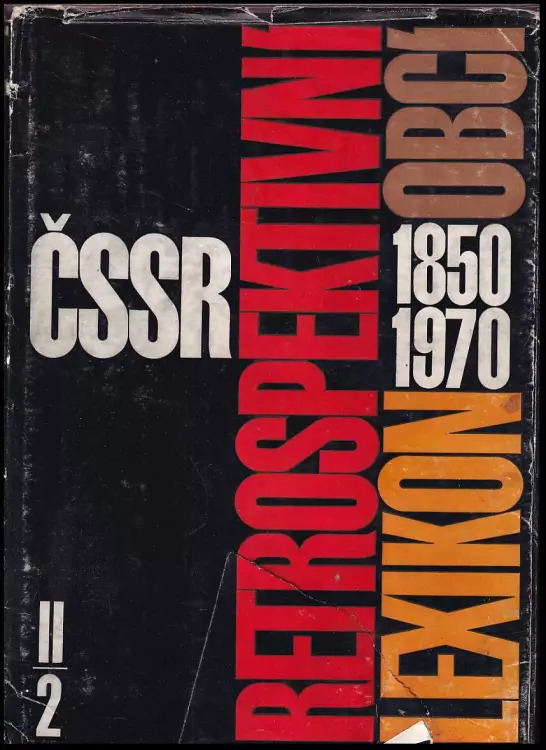 RETROSPEKTIVNÍ
LEXIKON
OBCÍ
ČSSR
1850
1970
II
2